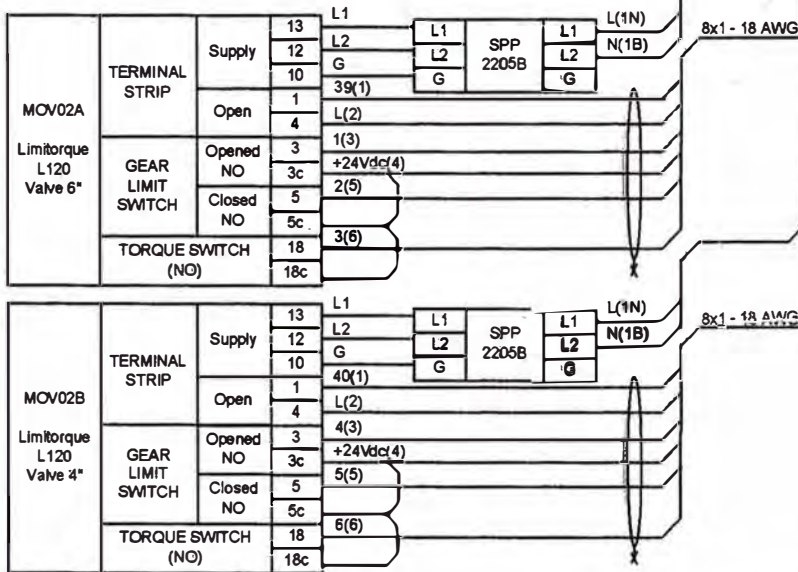 MOV02A
Limitorque
L120
Valve 6"
TERMINAL
STRIP
Supply
13
12
10
Open
1
4
GEAR
LIMIT
SWITCH
Opened
NO
3
3c
Closed
NO
5
5c
TORQUE SWITCH
(NO)
18
18c
L1
L2
G
39(1)
L(2)
1(3)
+24Vdc(4)
2(5)
3(6)
L1
L2
G
SPP
2205B
L1
L2
G
L(1N)
N(1B)
8x1 - 18 AWG
MOV02B
Limitorque
L120
Valve 4"
TERMINAL
STRIP
Supply
13
12
10
Open
1
4
GEAR
LIMIT
SWITCH
Opened
NO
3
3c
Closed
NO
5
5c
TORQUE SWITCH
(NO)
18
18c
L1
L2
G
40(1)
L(2)
4(3)
+24Vdc(4)
5(5)
6(6)
L1
L2
G
SPP
2205B
L1
L2
G
L(1N)
N(1B)
8x1 - 18 AWG